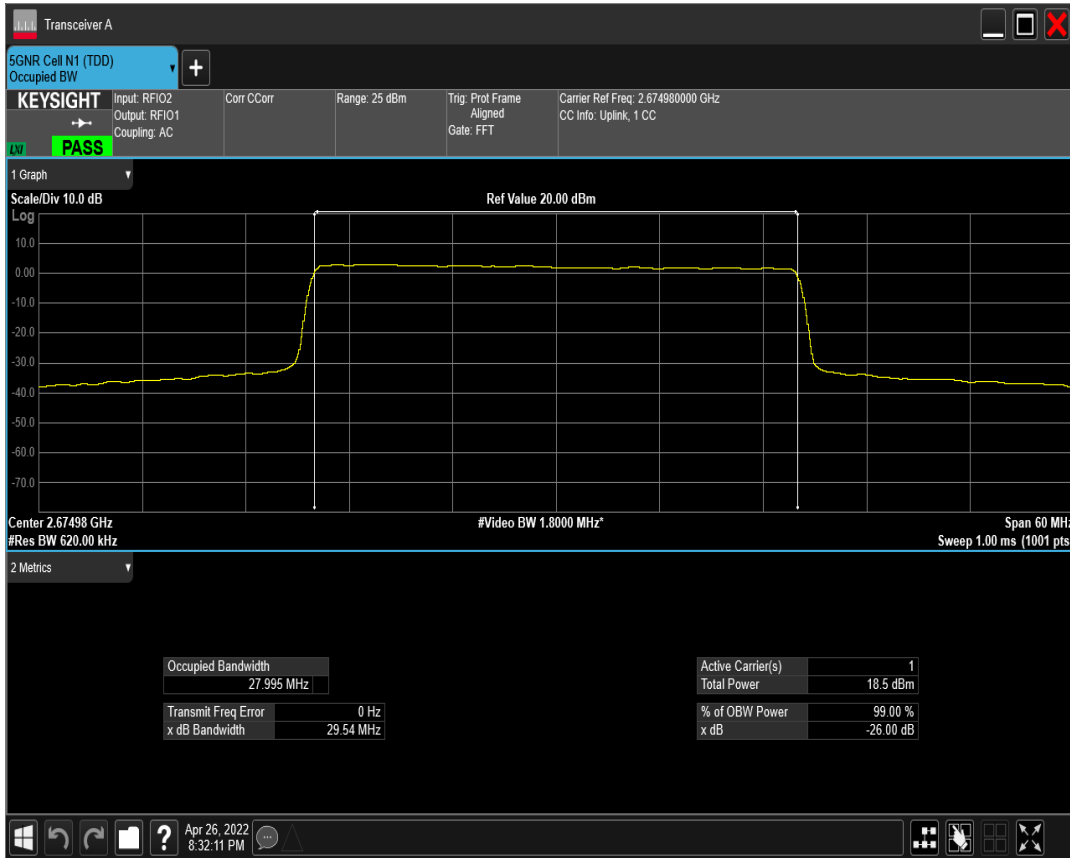 Transceiver A
5GNR Cell N1 (TDD)
Occupied BW
+
KEYSIGHT
LXI
PASS
Input: RFIO2
Output: RFIO1
Coupling: AC
Corr CCorr
Range: 25 dBm
Trig: Prot Frame
Aligned
Gate: FFT
Carrier Ref Freq: 2.674980000 GHz
CC Info: Uplink, 1 CC
1 Graph
Scale/Div 10.0 dB
Ref Value 20.00 dBm
Log
10.0
0.00
-10.0
-20.0
-30.0
-40.0
-50.0
-60.0
-70.0
Center 2.67498 GHz
#Video BW 1.8000 MHz*
Span 60 MHz
#Res BW 620.00 kHz
Sweep 1.00 ms (1001 pts
2 Metrics
Occupied Bandwidth
27.995 MHz
Transmit Freq Error 0 Hz
x dB Bandwidth 29.54 MHz
Active Carrier(s) 1
Total Power 18.5 dBm
% of OBW Power 99.00 %
x dB -26.00 dB
?
Apr 26, 2022
8:32:11 PM